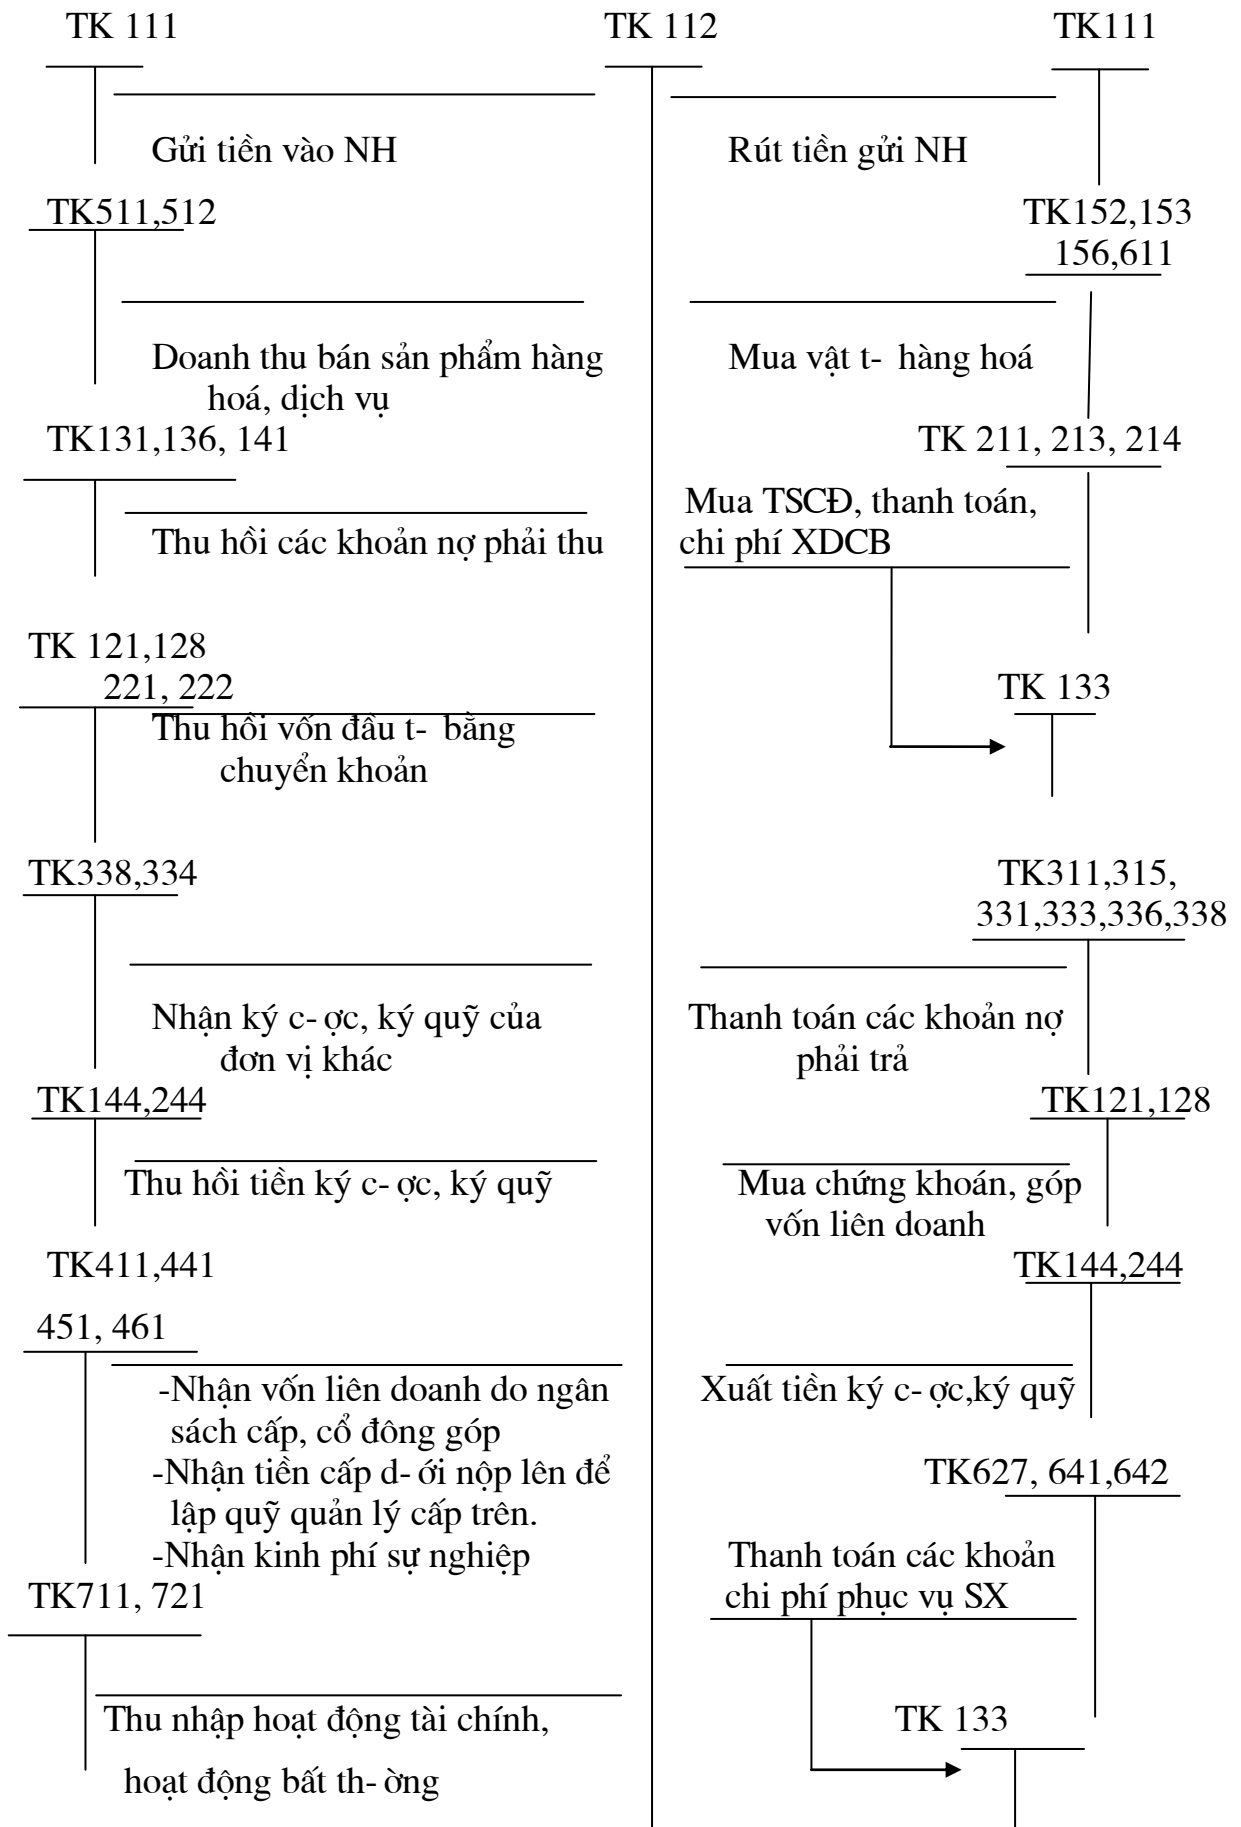 TK 111
TK 112
TK111
Gửi tiền vào NH
Rút tiền gửi NH
TK511,512
TK152,153
156,611
Doanh thu bán sản phẩm hàng
hoá, dịch vụ
Mua vật t- hàng hoá
TK131,136, 141
TK 211, 213, 214
Thu hồi các khoản nợ phải thu
Mua TSCĐ, thanh toán,
chi phí XDCB
TK 121,128
221, 222
TK 133
Thu hồi vốn đầu t- bằng
chuyển khoản
TK338,334
TK311,315,
331,333,336,338
Nhận ký c- ợc, ký quỹ của
đơn vị khác
Thanh toán các khoản nợ
phải trả
TK144,244
TK121,128
Thu hồi tiền ký c- ợc, ký quỹ
Mua chứng khoán, góp
vốn liên doanh
TK411,441
451, 461
TK144,244
-Nhận vốn liên doanh do ngân
sách cấp, cổ đông góp
-Nhận tiền cấp d- ới nộp lên để
lập quỹ quản lý cấp trên.
-Nhận kinh phí sự nghiệp
Xuất tiền ký c- ợc,ký quỹ
TK627, 641,642
Thanh toán các khoản
chi phí phục vụ SX
TK711, 721
Thu nhập hoạt động tài chính,
hoạt động bất th- ờng
TK 133